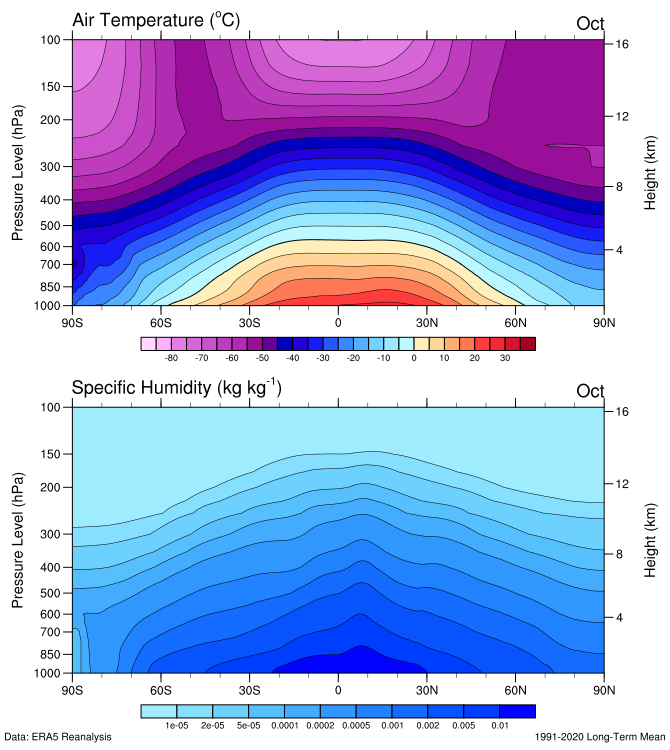 Air Temperature (°C) Oct
Pressure Level (hPa)
100
150
200
300
400
500
600
700
850
1000
16
12
8
4
Height (km)
90S 60S 30S 0 30N 60N 90N
-80 -70 -60 -50 -40 -30 -20 -10 0 10 20 30
Specific Humidity (kg kg⁻¹) Oct
Pressure Level (hPa)
100
150
200
300
400
500
600
700
850
1000
16
12
8
4
Height (km)
90S 60S 30S 0 30N 60N 90N
1e-05 2e-05 5e-05 0.0001 0.0002 0.0005 0.001 0.002 0.005 0.01
Data: ERA5 Reanalysis 1991-2020 Long-Term Mean